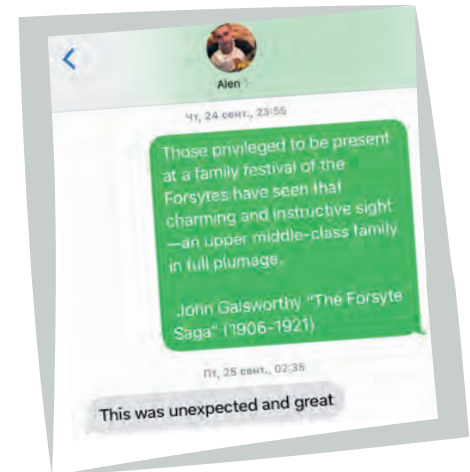 Alen
Чт, 24 сент., 23:55
Those privileged to be present
at a family festival of the
Forsytes have seen that
charming and instructive sight
—an upper middle-class family
in full plumage.
John Galsworthy "The Forsyte
Saga" (1906-1921)
Пт, 25 сент., 02:35
This was unexpected and great